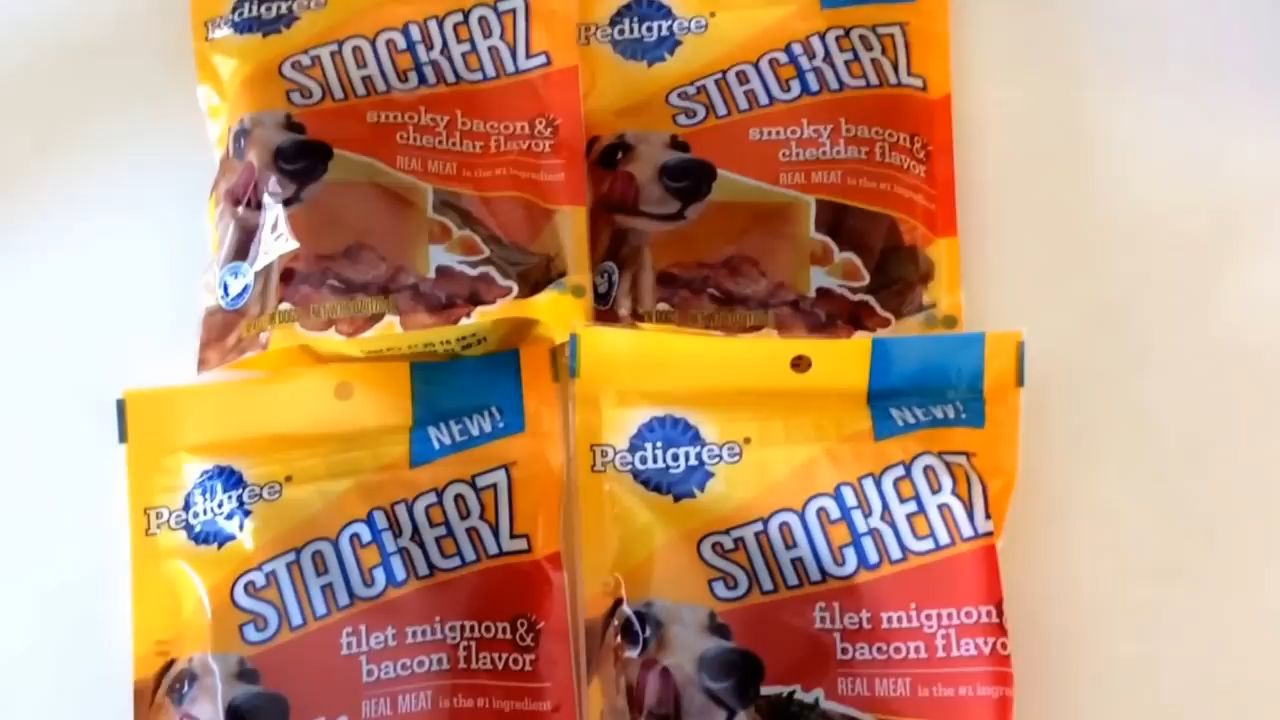 Pedigree
STACKERZ
smoky bacon &
cheddar flavor
REAL MEAT is the #1 ingredient
Pedigree
STACKERZ
smoky bacon &
cheddar flavor
REAL MEAT is the #1 ingredient
NEW!
Pedigree
STACKERZ
filet mignon &
bacon flavor
REAL MEAT is the #1 ingredient
NEW!
Pedigree
STACKERZ
filet mignon
bacon flavo
REAL MEAT is the #1 ingre